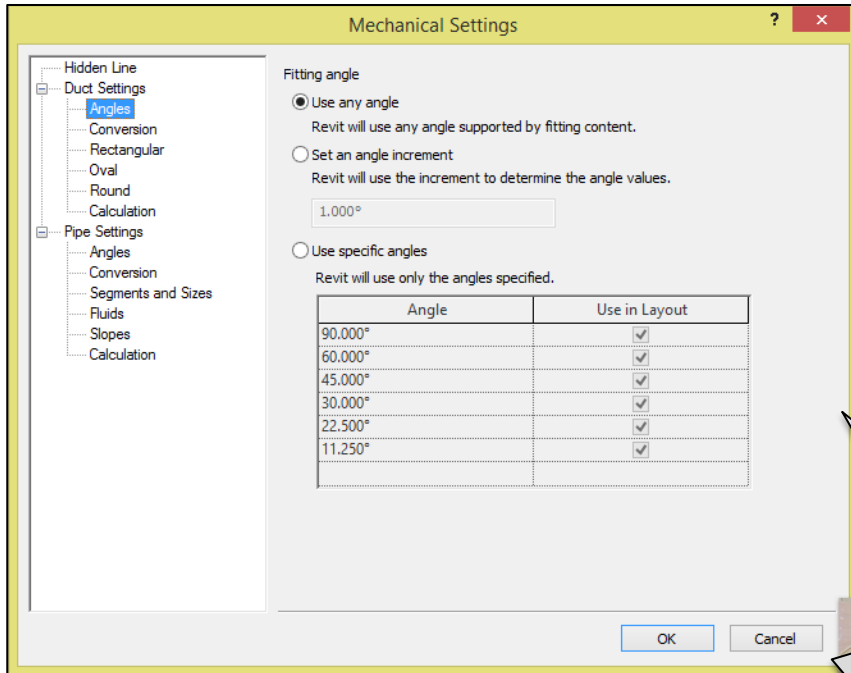 Mechanical Settings
?
×
Hidden Line
Duct Settings
Angles
Conversion
Rectangular
Oval
Round
Calculation
Pipe Settings
Angles
Conversion
Segments and Sizes
Fluids
Slopes
Calculation
Fitting angle
Use any angle
Revit will use any angle supported by fitting content.
Set an angle increment
Revit will use the increment to determine the angle values.
1.000°
Use specific angles
Revit will use only the angles specified.
Angle Use in Layout
90.000°
60.000°
45.000°
30.000°
22.500°
11.250°
OK Cancel